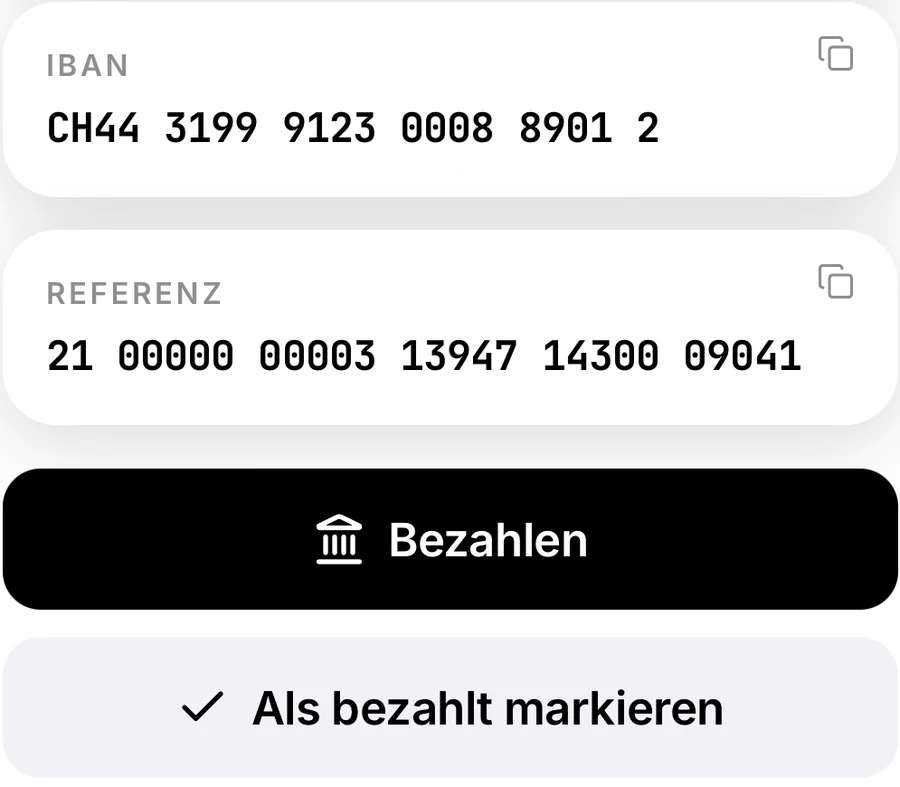 IBAN
CH44 3199 9123 0008 8901 2
REFERENZ
21 00000 00003 13947 14300 09041
Bezahlen
Als bezahlt markieren